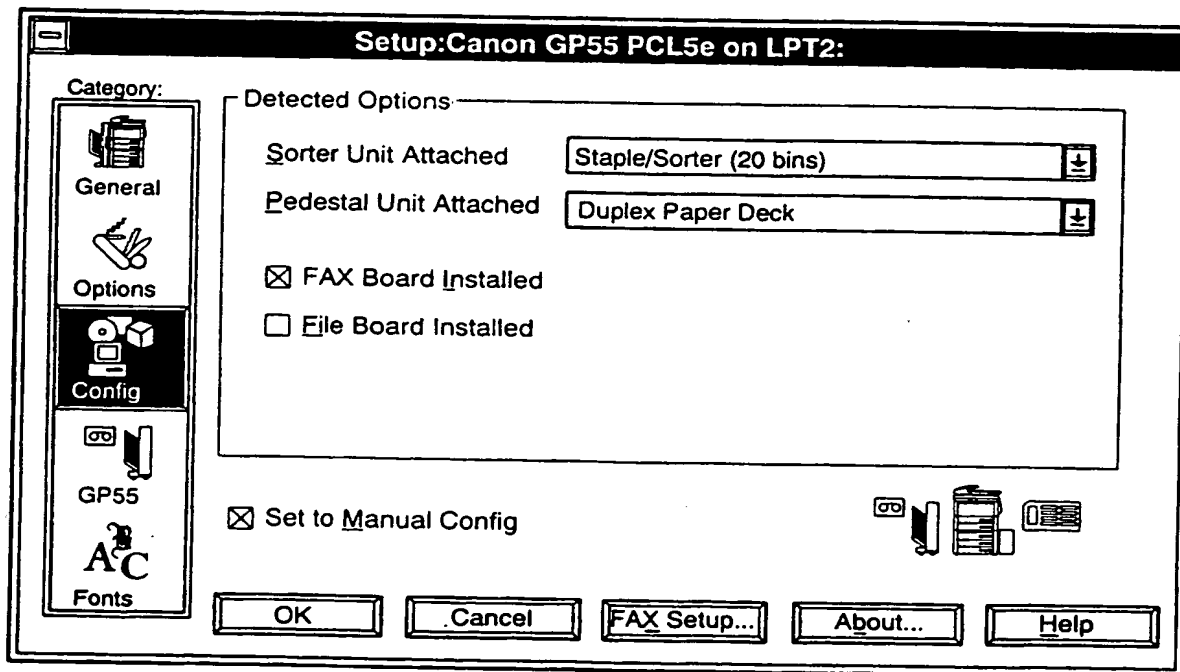 Setup:Canon GP55 PCL5e on LPT2:
Category:
General
Options
Config
GP55
Fonts
Detected Options
Sorter Unit Attached
Staple/Sorter (20 bins)
Pedestal Unit Attached
Duplex Paper Deck
FAX Board Installed
File Board Installed
Set to Manual Config
OK
Cancel
FAX Setup...
About...
Help